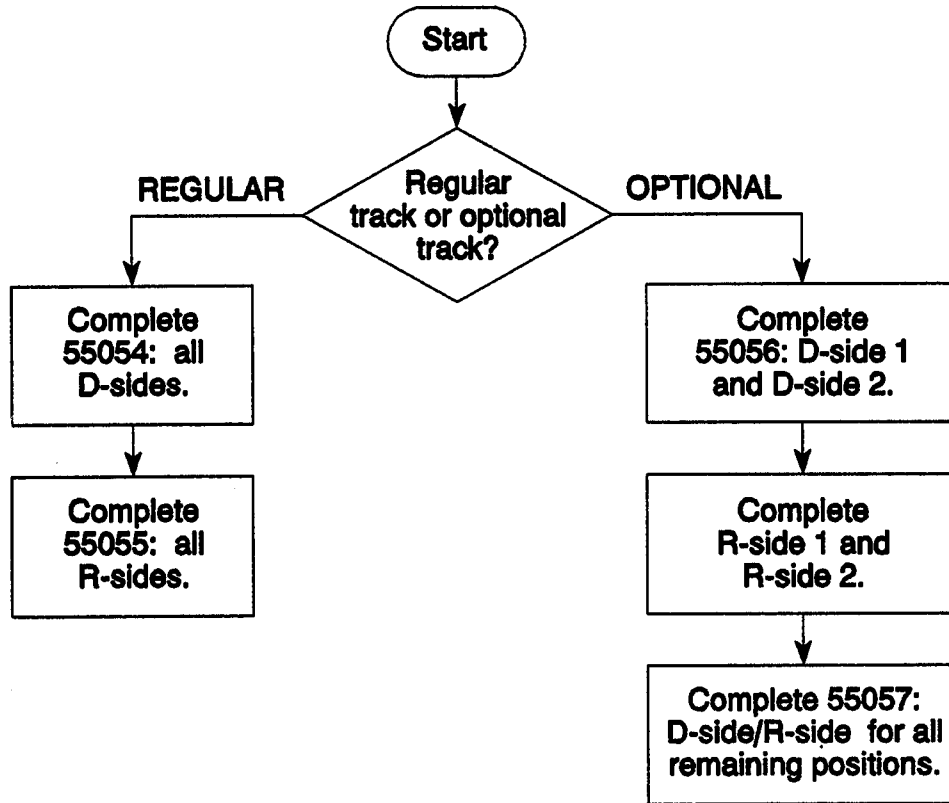 Start
Regular
track or optional
track?
REGULAR
OPTIONAL
Complete
55054: all
D-sides.
Complete
55055: all
R-sides.
Complete
55056: D-side 1
and D-side 2.
Complete
R-side 1 and
R-side 2.
Complete 55057:
D-side/R-side for all
remaining positions.